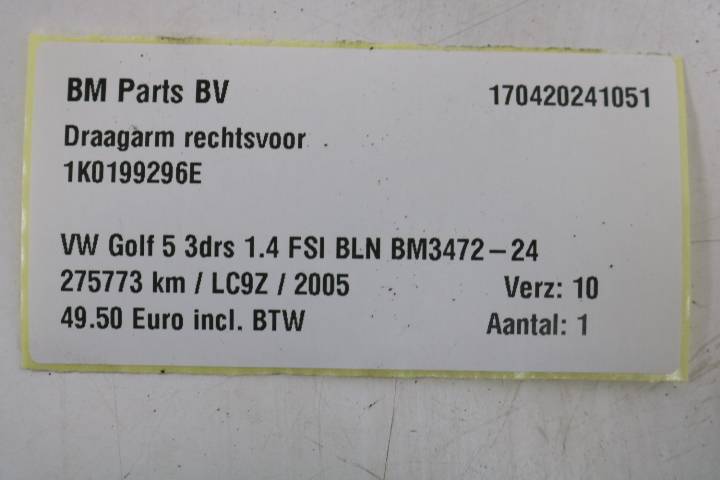 BM Parts BV 170420241051
Draagarm rechtsvoor
1K0199296E
VW Golf 5 3drs 1.4 FSI BLN BM3472-24
275773 km / LC9Z / 2005 Verz: 10
49.50 Euro incl. BTW Aantal: 1